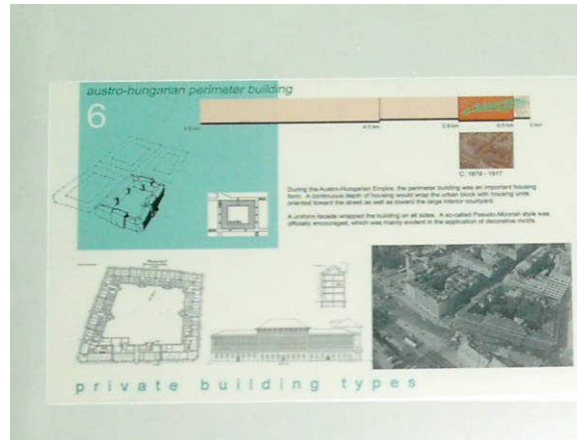 austro-hungarian perimeter building
6
C. 1878 - 1917
During the Austro-Hungarian Empire, the perimeter building was an important housing
form. A continuous depth of housing would wrap the urban block with housing units
oriented toward the street as well as toward the large interior courtyard.
A uniform facade wrapped the building on all sides. A so-called Pseudo-Moorish style was
officially encouraged, which was mainly evident in the application of decorative motifs.
private building types